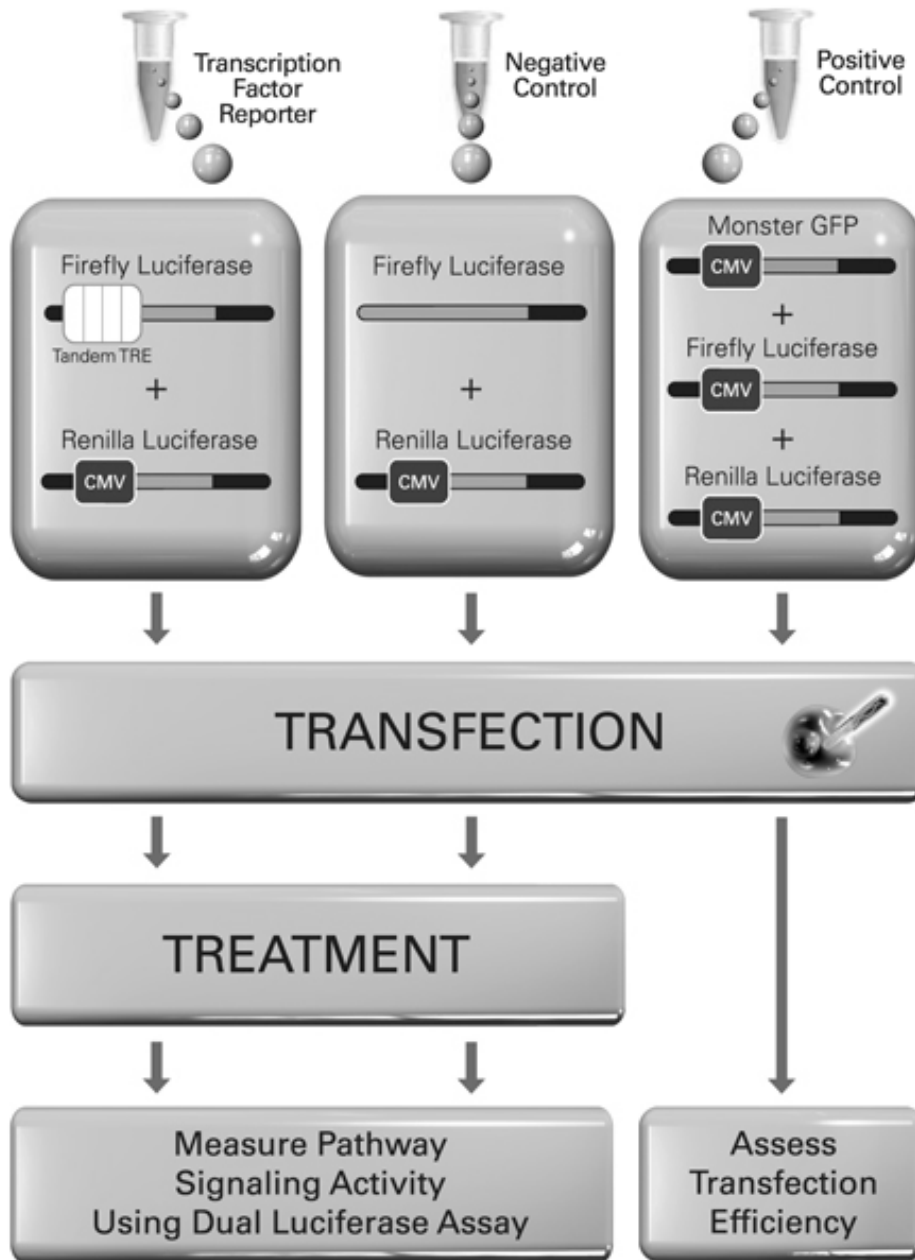 Transcription
Factor
Reporter
Negative
Control
Positive
Control
Firefly Luciferase
Tandem TRE
+
Renilla Luciferase
CMV
Firefly Luciferase
+
Renilla Luciferase
CMV
Monster GFP
CMV
+
Firefly Luciferase
CMV
+
Renilla Luciferase
CMV
TRANSFECTION
TREATMENT
Measure Pathway
Signaling Activity
Using Dual Luciferase Assay
Assess
Transfection
Efficiency